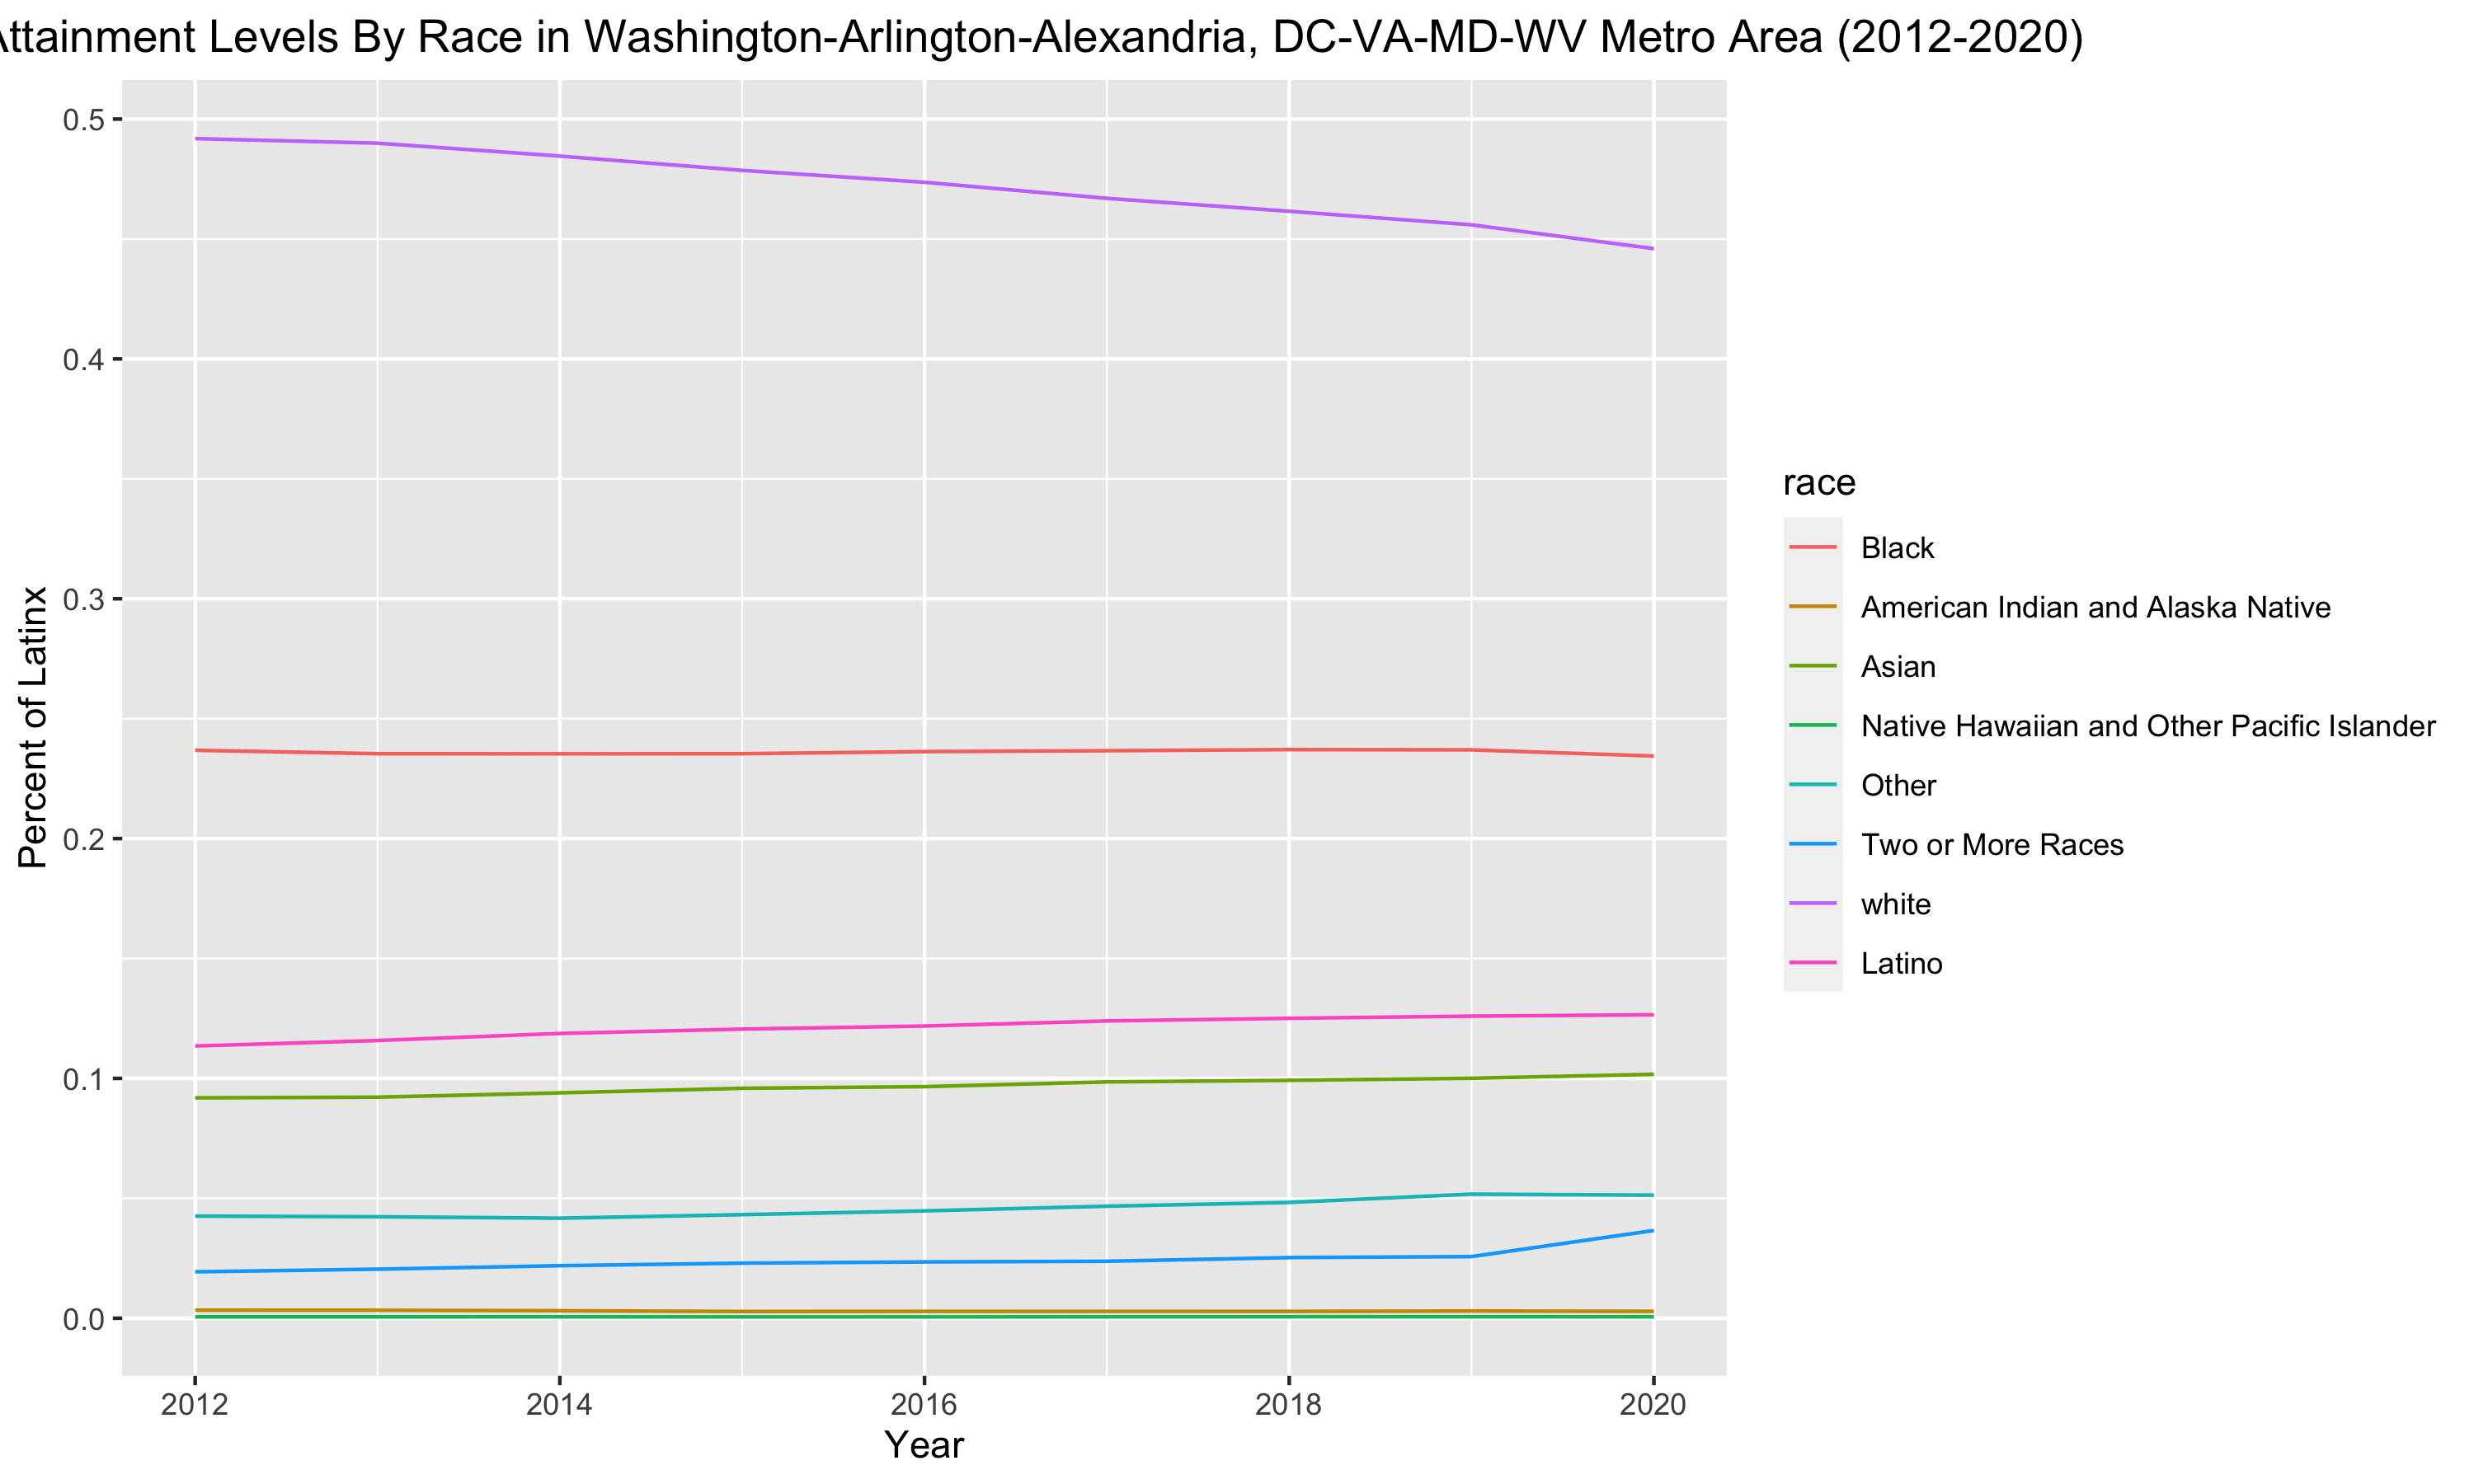 ttainment Levels By Race in Washington-Arlington-Alexandria, DC-VA-MD-WV Metro Area (2012-2020)
0.5
0.4
0.3
0.2
0.1
0.0
Percent of Latinx
2012 2014 2016 2018 2020
Year
race
Black
American Indian and Alaska Native
Asian
Native Hawaiian and Other Pacific Islander
Other
Two or More Races
white
Latino